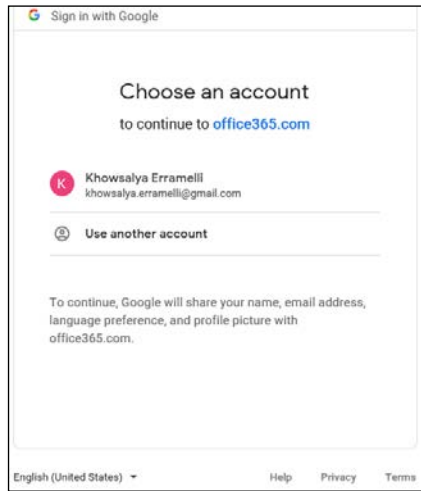 Sign in with Google
Choose an account
to continue to office365.com
K
Khowsalya Erramelli
khowsalya.erramelli@gmail.com
Use another account
To continue, Google will share your name, email address,
language preference, and profile picture with
office365.com.
English (United States)
Help Privacy Terms